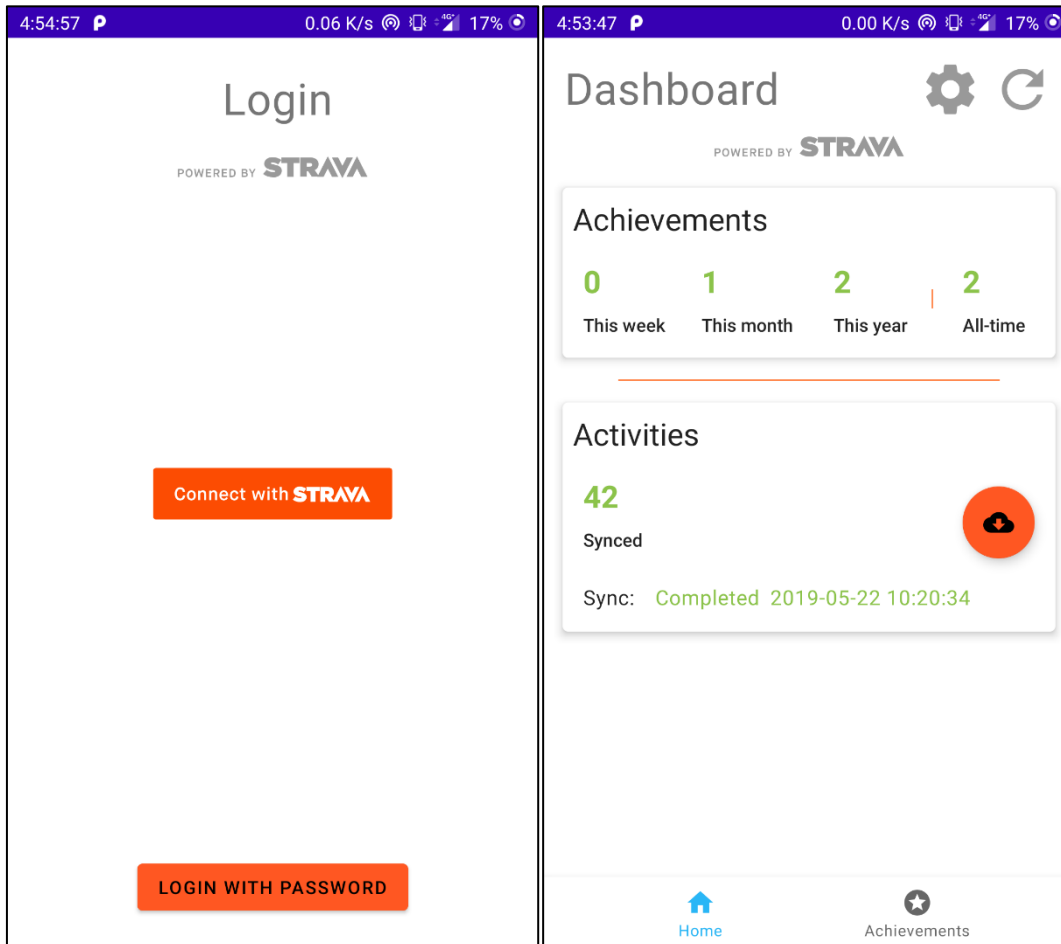 4:54:57 P 0.06 K/s 4G+ 17%
Login
POWERED BY STRAVA
Connect with STRAVA
LOGIN WITH PASSWORD
4:53:47 P 0.00 K/s 4G+ 17%
Dashboard
POWERED BY STRAVA
Achievements
0 1 2 2
This week This month This year All-time
Activities
42
Synced
Sync: Completed 2019-05-22 10:20:34
Home Achievements